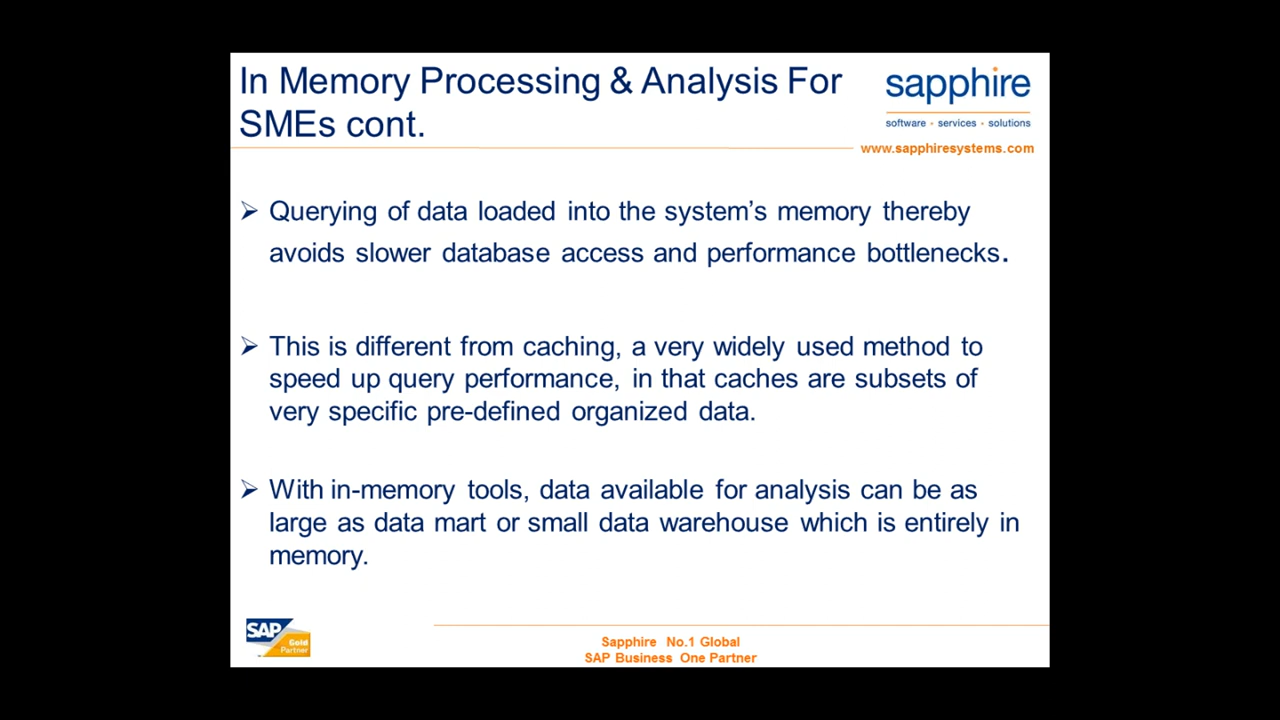 In Memory Processing & Analysis For
SMEs cont.
sapphire
software - services - solutions
www.sapphiresystems.com
➢ Querying of data loaded into the system's memory thereby
avoids slower database access and performance bottlenecks.
➢ This is different from caching, a very widely used method to
speed up query performance, in that caches are subsets of
very specific pre-defined organized data.
➢ With in-memory tools, data available for analysis can be as
large as data mart or small data warehouse which is entirely in
memory.
SAP
Gold
Partner
Sapphire No.1 Global
SAP Business One Partner